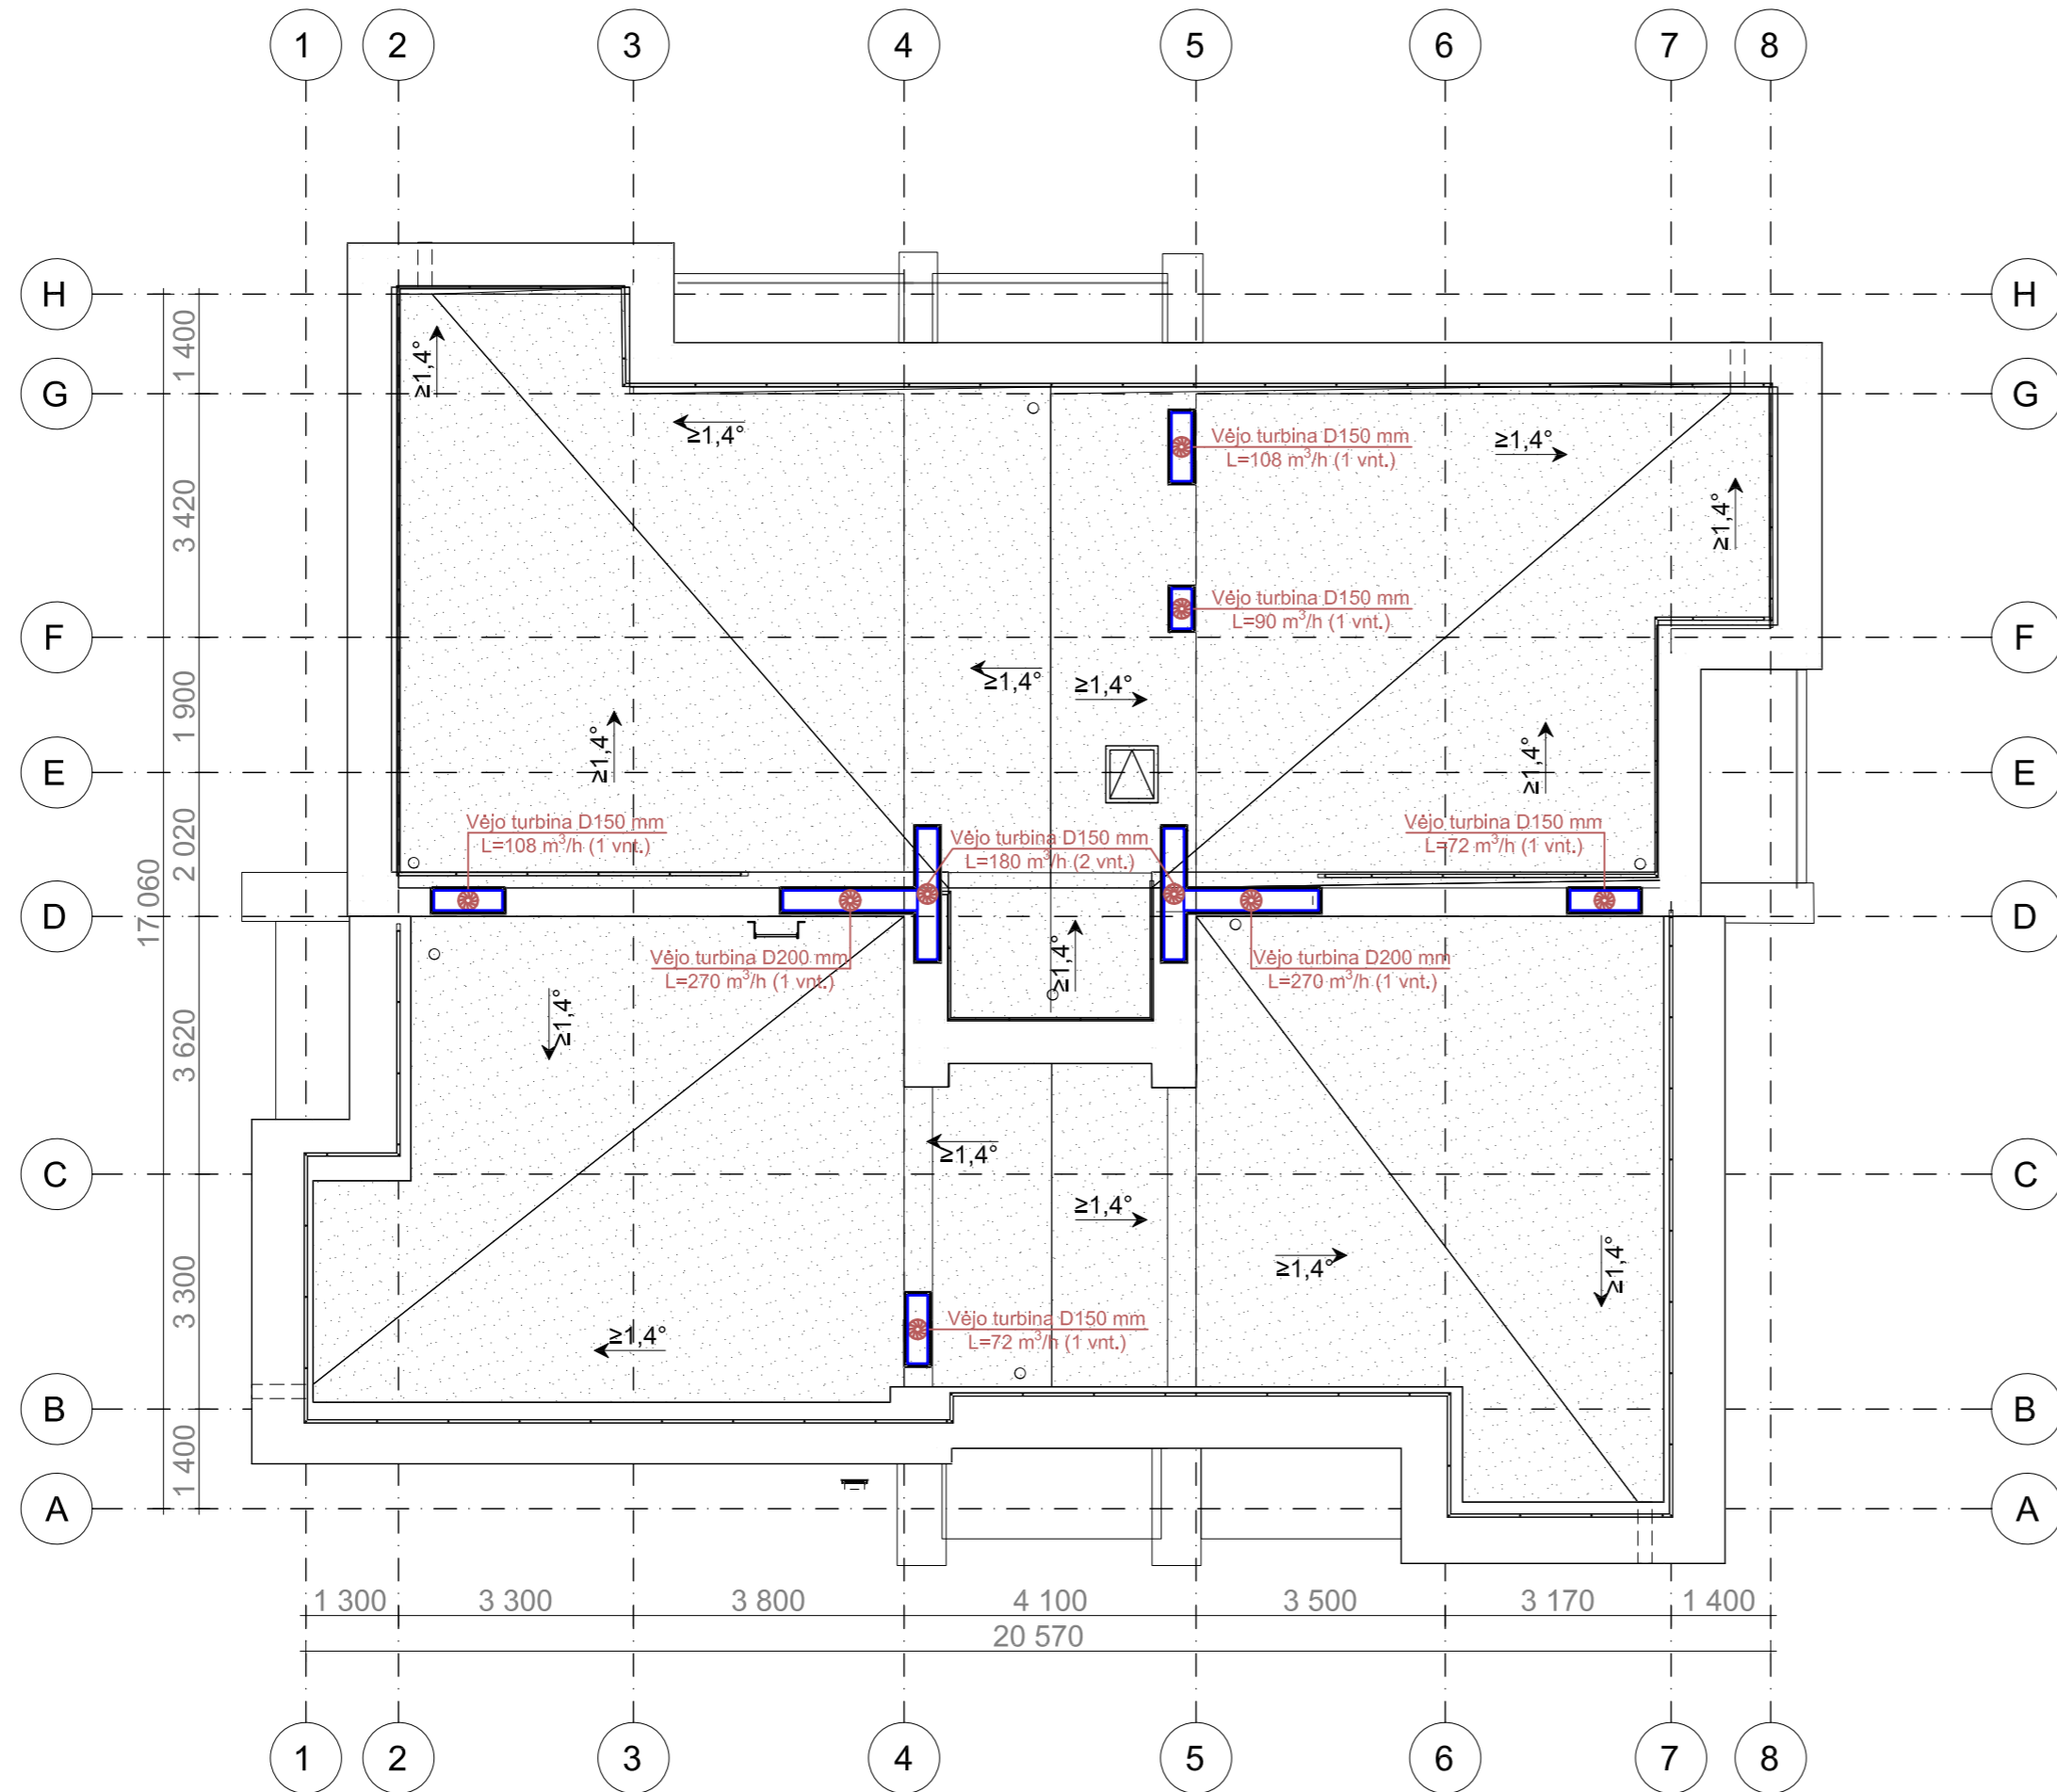 1 2 3 4 5 6 7 8
H H
1 400
≥1,4°
G G
≥1,4°
Vėjo turbina D150 mm
L=108 m³/h (1 vnt.)
≥1,4°
3 420
≥1,4°
Vėjo turbina D150 mm
L=90 m³/h (1 vnt.)
F F
≥1,4°
≥1,4°
1 900
≥1,4°
≥1,4°
E E
2 020
Vėjo turbina D150 mm
L=108 m³/h (1 vnt.)
Vėjo turbina D150 mm
L=180 m³/h (2 vnt.)
Vėjo turbina D150 mm
L=72 m³/h (1 vnt.)
17 060
D D
Vėjo turbina D200 mm
L=270 m³/h (1 vnt.)
≥1,4°
Vėjo turbina D200 mm
L=270 m³/h (1 vnt.)
≥1,4°
3 620
≥1,4°
C C
≥1,4°
≥1,4°
≥1,4°
3 300
Vėjo turbina D150 mm
L=72 m³/h (1 vnt.)
≥1,4°
B B
1 400
A A
1 300 3 300 3 800 4 100 3 500 3 170 1 400
20 570
1 2 3 4 5 6 7 8